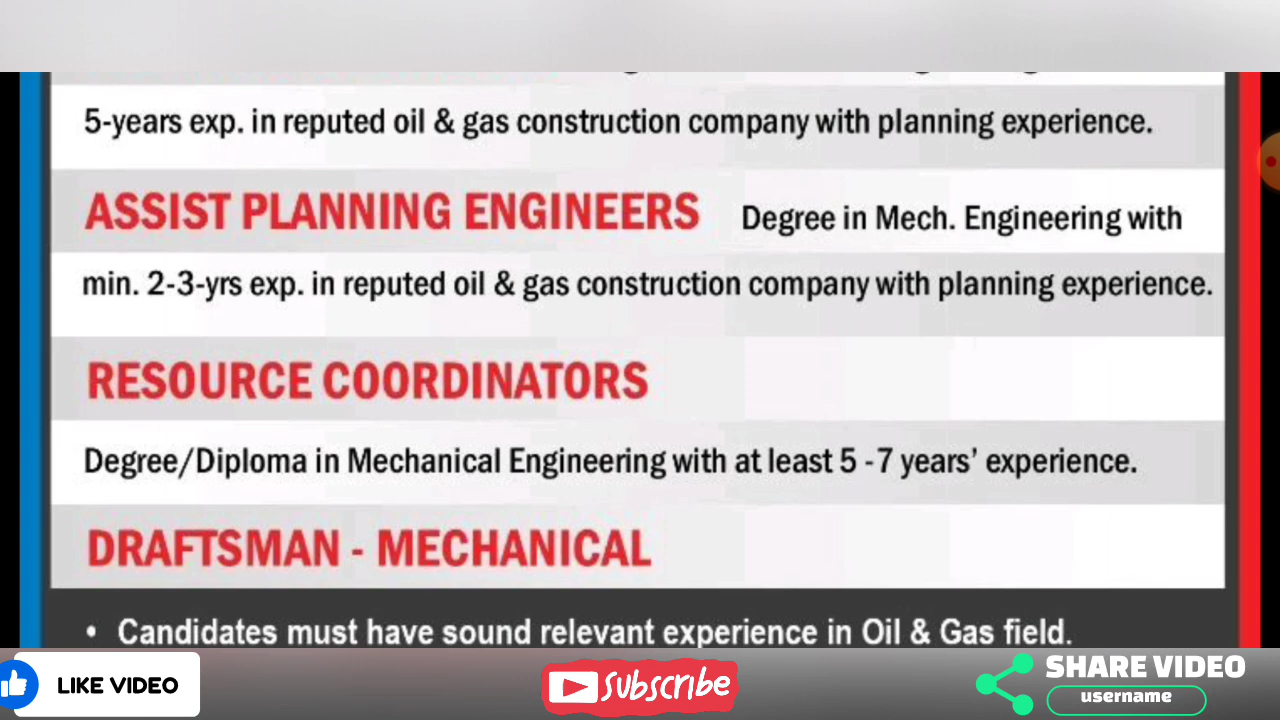 5-years exp. in reputed oil & gas construction company with planning experience.
ASSIST PLANNING ENGINEERS Degree in Mech. Engineering with
min. 2-3-yrs exp. in reputed oil & gas construction company with planning experience.
RESOURCE COORDINATORS
Degree/Diploma in Mechanical Engineering with at least 5 -7 years' experience.
DRAFTSMAN - MECHANICAL
• Candidates must have sound relevant experience in Oil & Gas field.
LIKE VIDEO
Subscribe
SHARE VIDEO
username